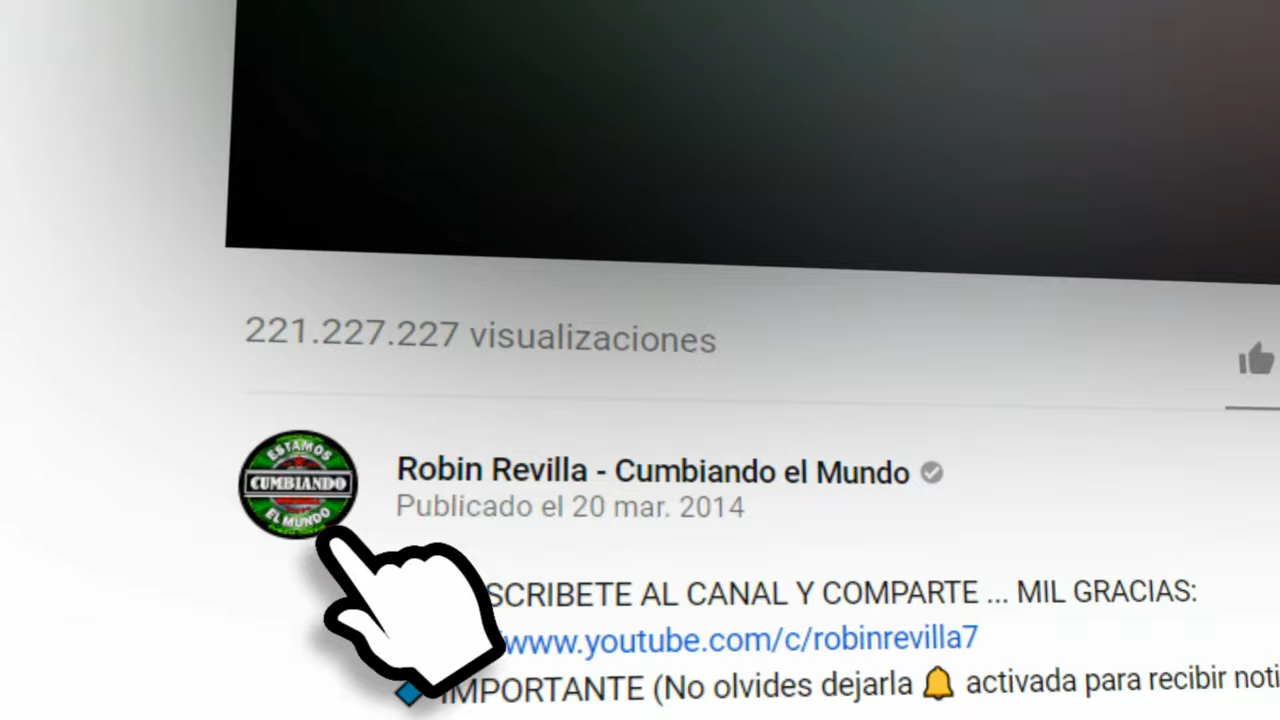 221.227.227 visualizaciones
ESTAMOS
CUMBIANDO
EL MUNDO
Robin Revilla - Cumbiando el Mundo
Publicado el 20 mar. 2014
SCRIBETE AL CANAL Y COMPARTE ... MIL GRACIAS:
www.youtube.com/c/robinrevilla7
IMPORTANTE (No olvides dejarla 🔔 activada para recibir noti